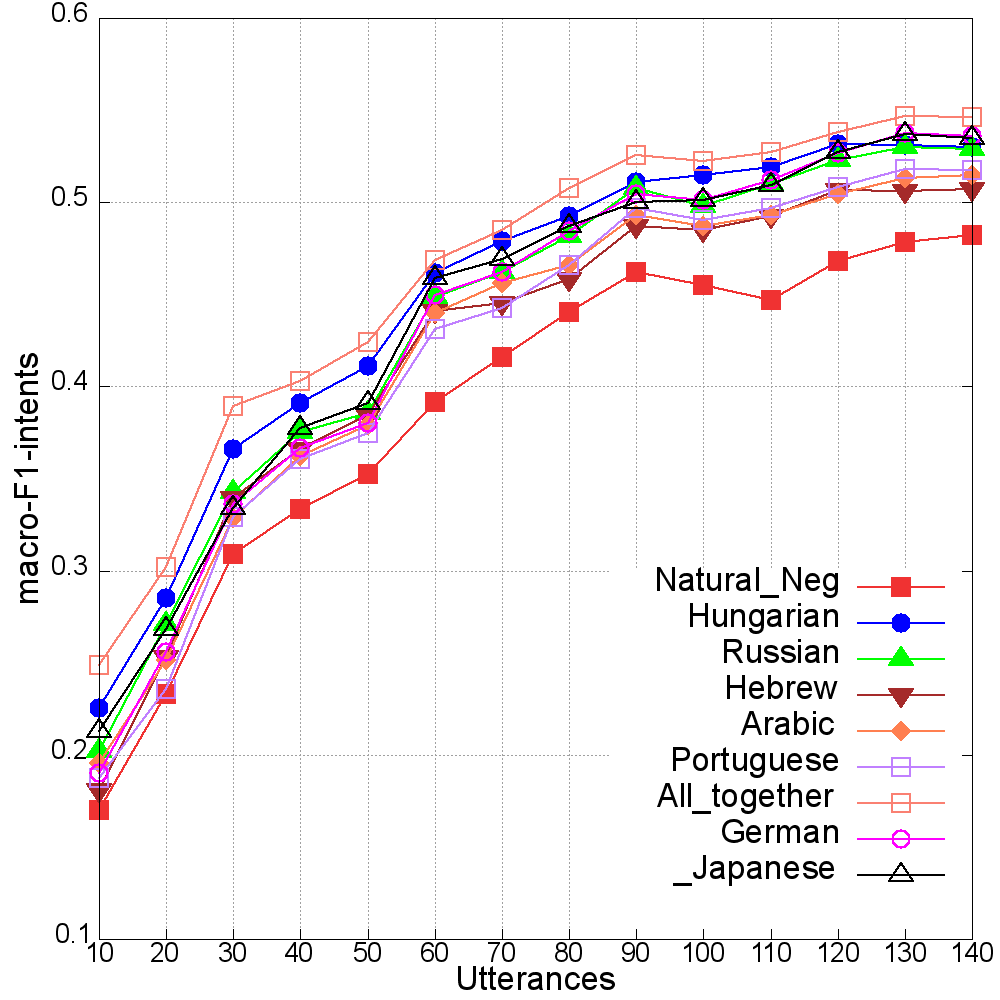 0.6
0.5
0.4
0.3
0.2
0.1
macro-F1-intents
Natural_Neg
Hungarian
Russian
Hebrew
Arabic
Portuguese
All_together
German
_Japanese
10 20 30 40 50 60 70 80 90 100 110 120 130 140
Utterances